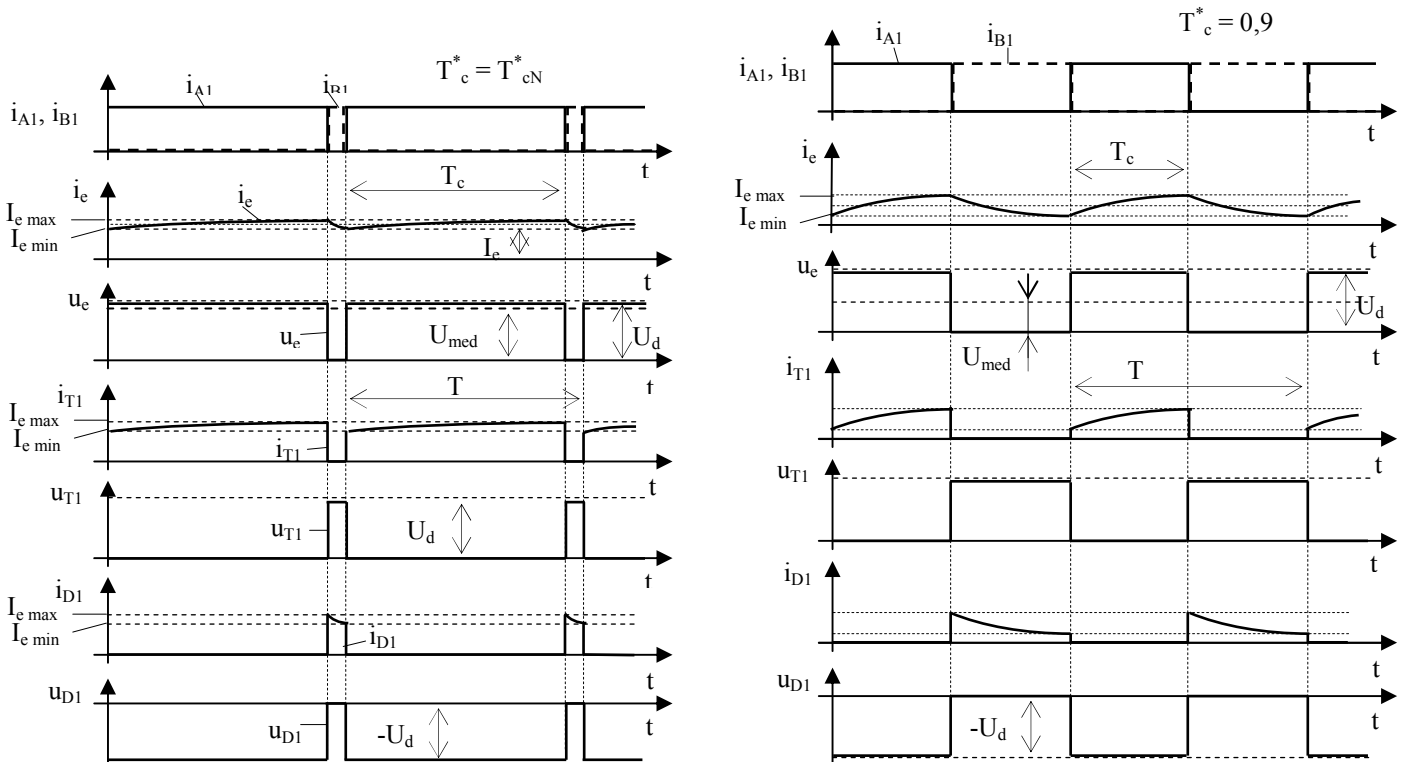 T*c = T*cN
iA1
iB1
iA1, iB1
t
ie
Tc
Ie max
ie
Ie min
Ie
t
ue
ue
Umed
Ud
t
iT1
T
Ie max
Ie min
iT1
t
uT1
uT1
Ud
t
iD1
Ie max
Ie min
iD1
t
uD1
t
uD1
-Ud
T*c = 0,9
iA1
iB1
iA1, iB1
t
ie
Tc
Ie max
Ie min
t
ue
Ud
Umed
t
iT1
T
t
uT1
t
iD1
t
uD1
t
-Ud